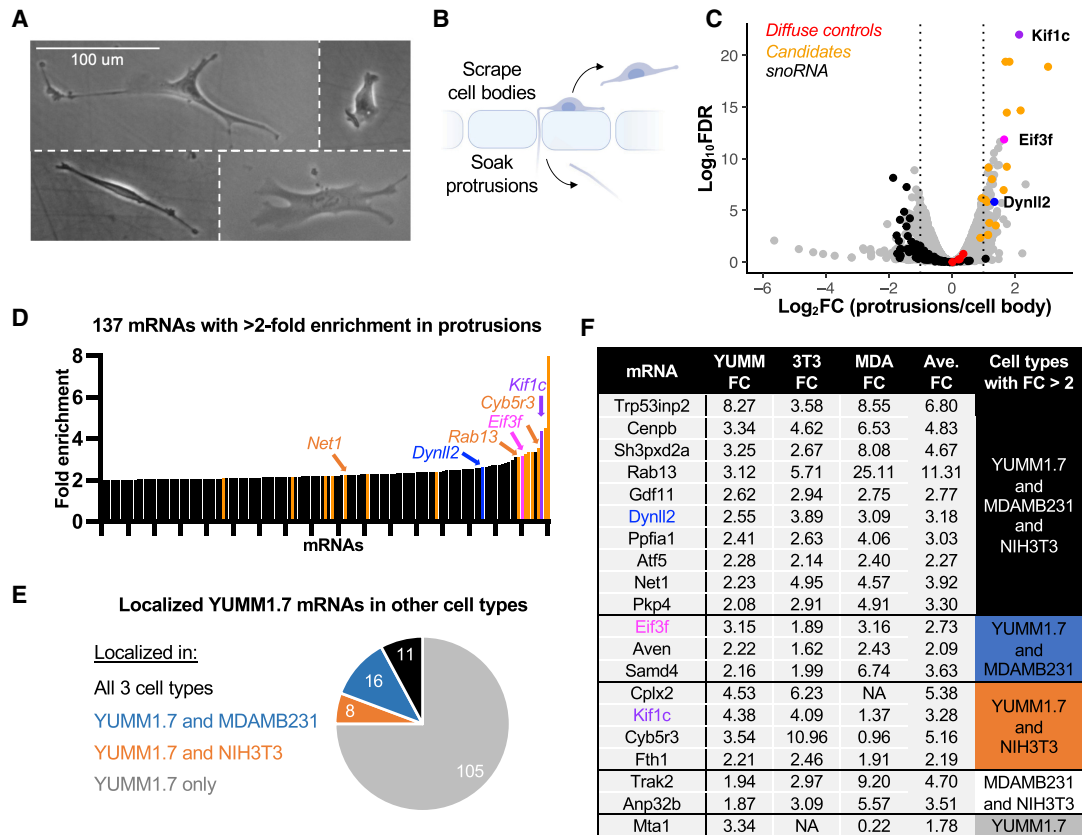 A
100 um
B
Scrape
cell bodies
Soak
protrusions
C
Diffuse controls
Candidates
snoRNA
Kif1c
Eif3f
Dynll2
Log10FDR
20
15
10
5
0
−6
−4
−2
0
2
Log2FC (protrusions/cell body)
D
137 mRNAs with >2-fold enrichment in protrusions
Fold enrichment
8
6
4
2
0
Kif1c
Cyb5r3
Eif3f
Rab13
Net1
Dynll2
mRNAs
E
Localized YUMM1.7 mRNAs in other cell types
Localized in:
All 3 cell types
YUMM1.7 and MDAMB231
YUMM1.7 and NIH3T3
YUMM1.7 only
11
16
8
105
F
mRNA YUMM FC 3T3 FC MDA FC Ave. FC Cell types with FC > 2
Trp53inp2 8.27 3.58 8.55 6.80
Cenpb 3.34 4.62 6.53 4.83
Sh3pxd2a 3.25 2.67 8.08 4.67
Rab13 3.12 5.71 25.11 11.31
Gdf11 2.62 2.94 2.75 2.77
Dynll2 2.55 3.89 3.09 3.18
Ppfia1 2.41 2.63 4.06 3.03
Atf5 2.28 2.14 2.40 2.27
Net1 2.23 4.95 4.57 3.92
Pkp4 2.08 2.91 4.91 3.30
YUMM1.7
and
MDAMB231
and
NIH3T3
Eif3f 3.15 1.89 3.16 2.73
Aven 2.22 1.62 2.43 2.09
Samd4 2.16 1.99 6.74 3.63
YUMM1.7
and
MDAMB231
Cplx2 4.53 6.23 NA 5.38
Kif1c 4.38 4.09 1.37 3.28
Cyb5r3 3.54 10.96 0.96 5.16
Fth1 2.21 2.46 1.91 2.19
YUMM1.7
and
NIH3T3
Trak2 1.94 2.97 9.20 4.70
Anp32b 1.87 3.09 5.57 3.51
MDAMB231
and NIH3T3
Mta1 3.34 NA 0.22 1.78 YUMM1.7